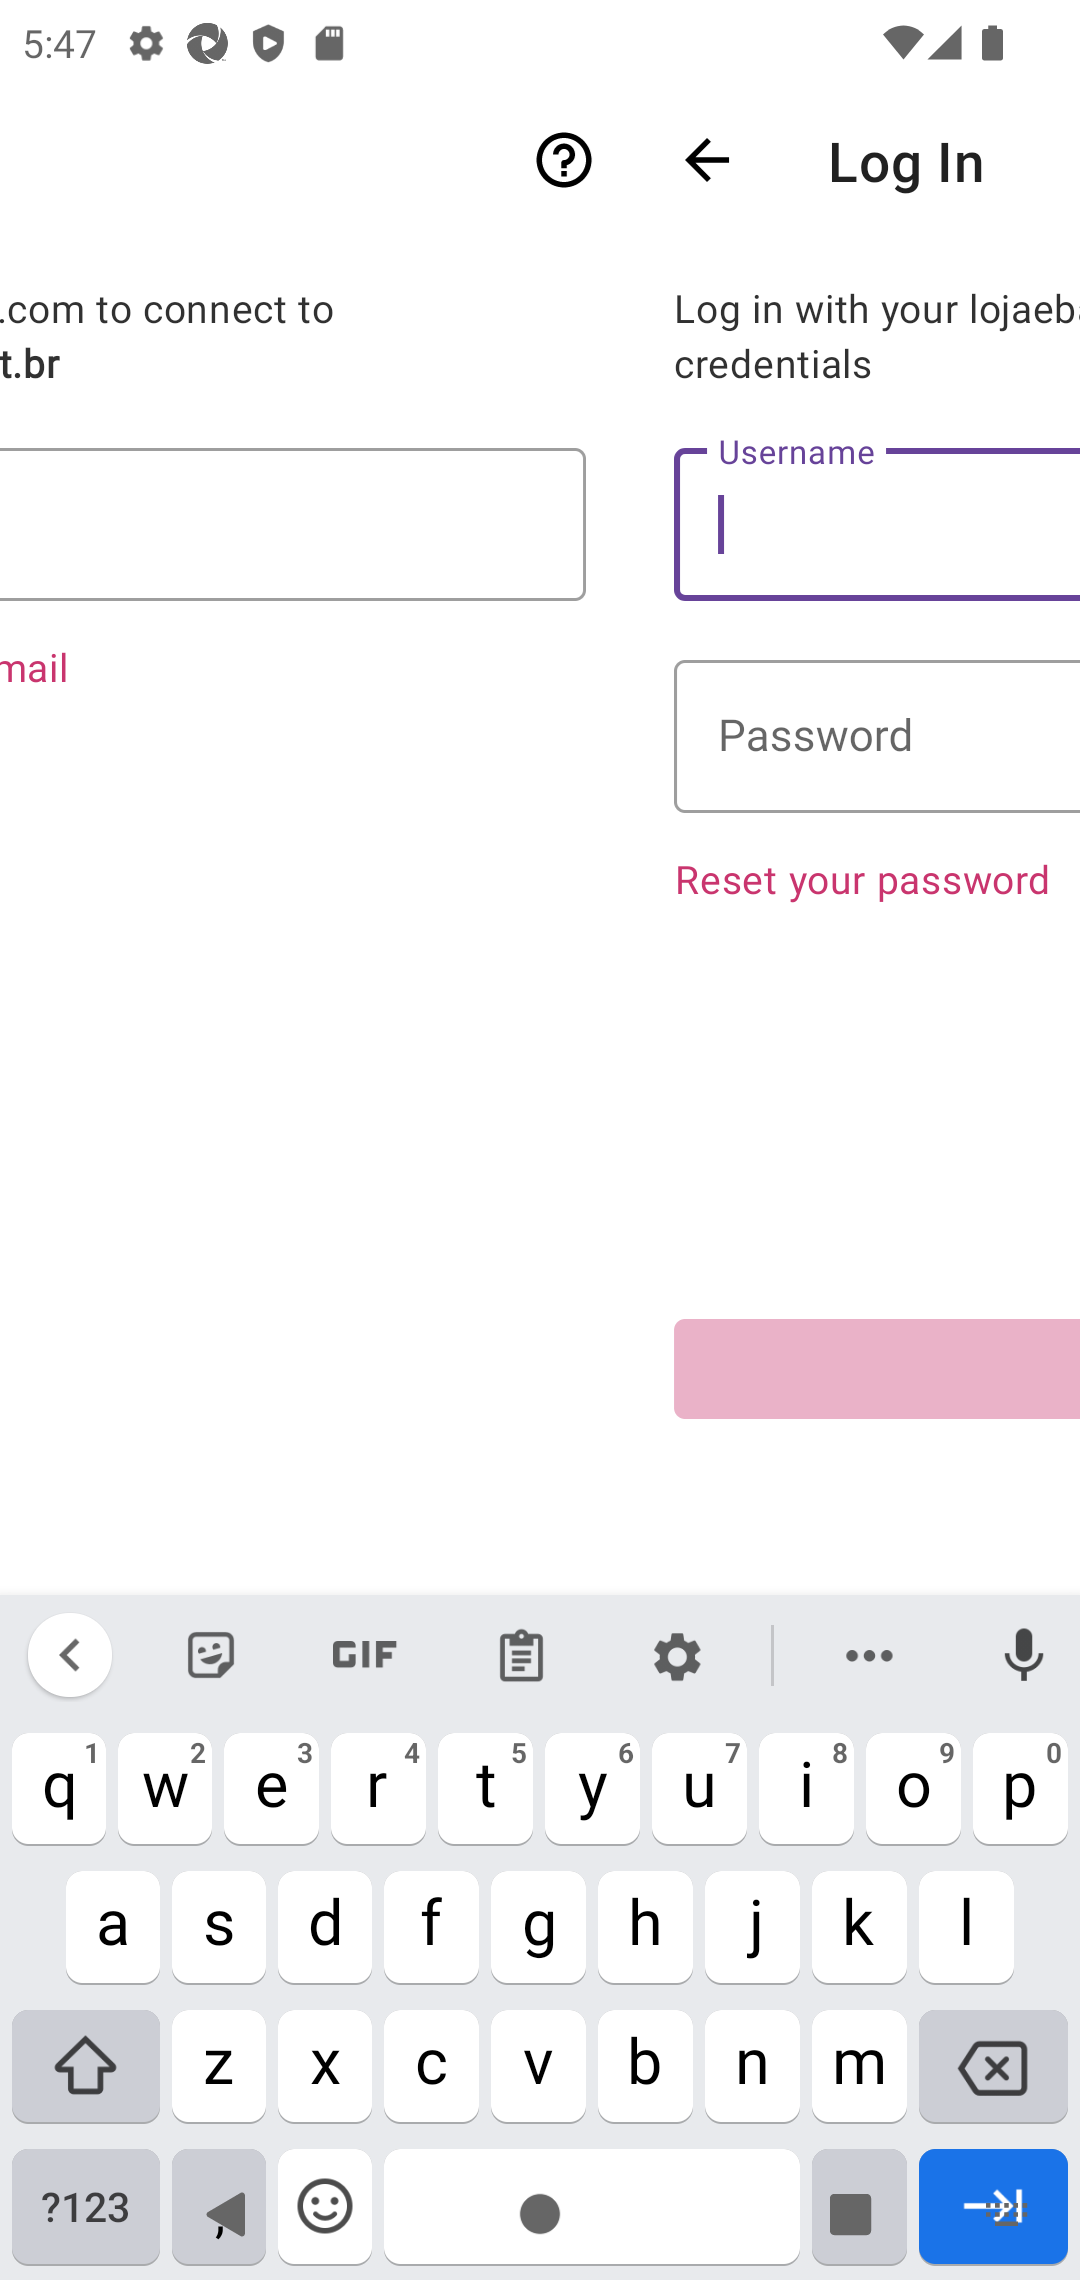 5:47
Log In
.com to connect to
t.br
mail
Log in with your lojaeb
credentials
Username
Password
Reset your password
GIF
q1 w2 e3 r4 t5 y6 u7 i8 o9 p0
a s d f g h j k l
z x c v b n m
?123 ,